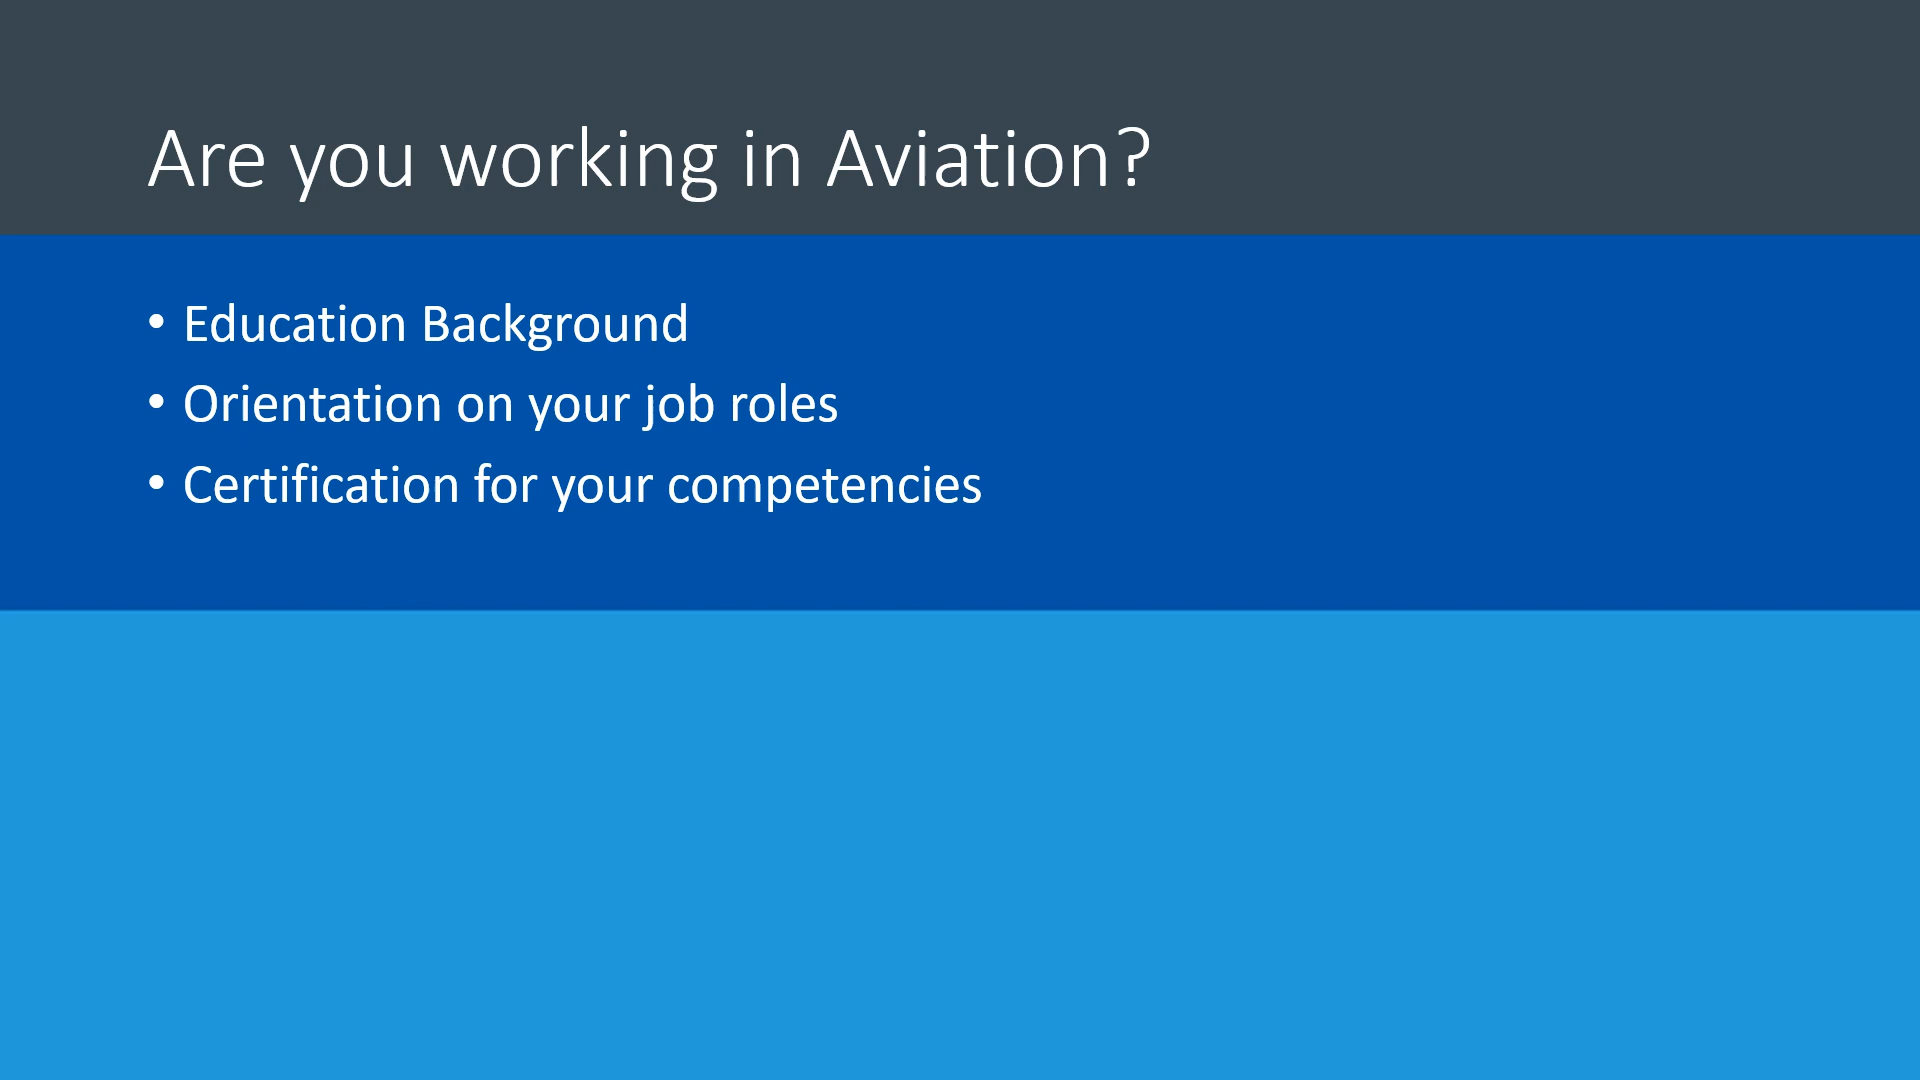 Are you working in Aviation?
• Education Background
• Orientation on your job roles
• Certification for your competencies